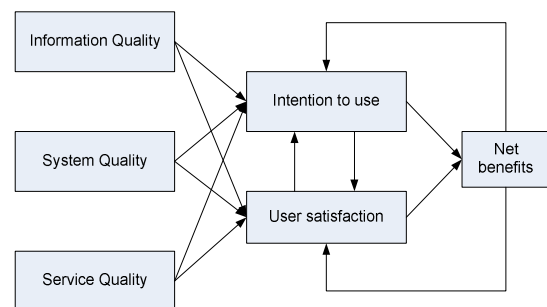 Information Quality
System Quality
Service Quality
Intention to use
User satisfaction
Net
benefits